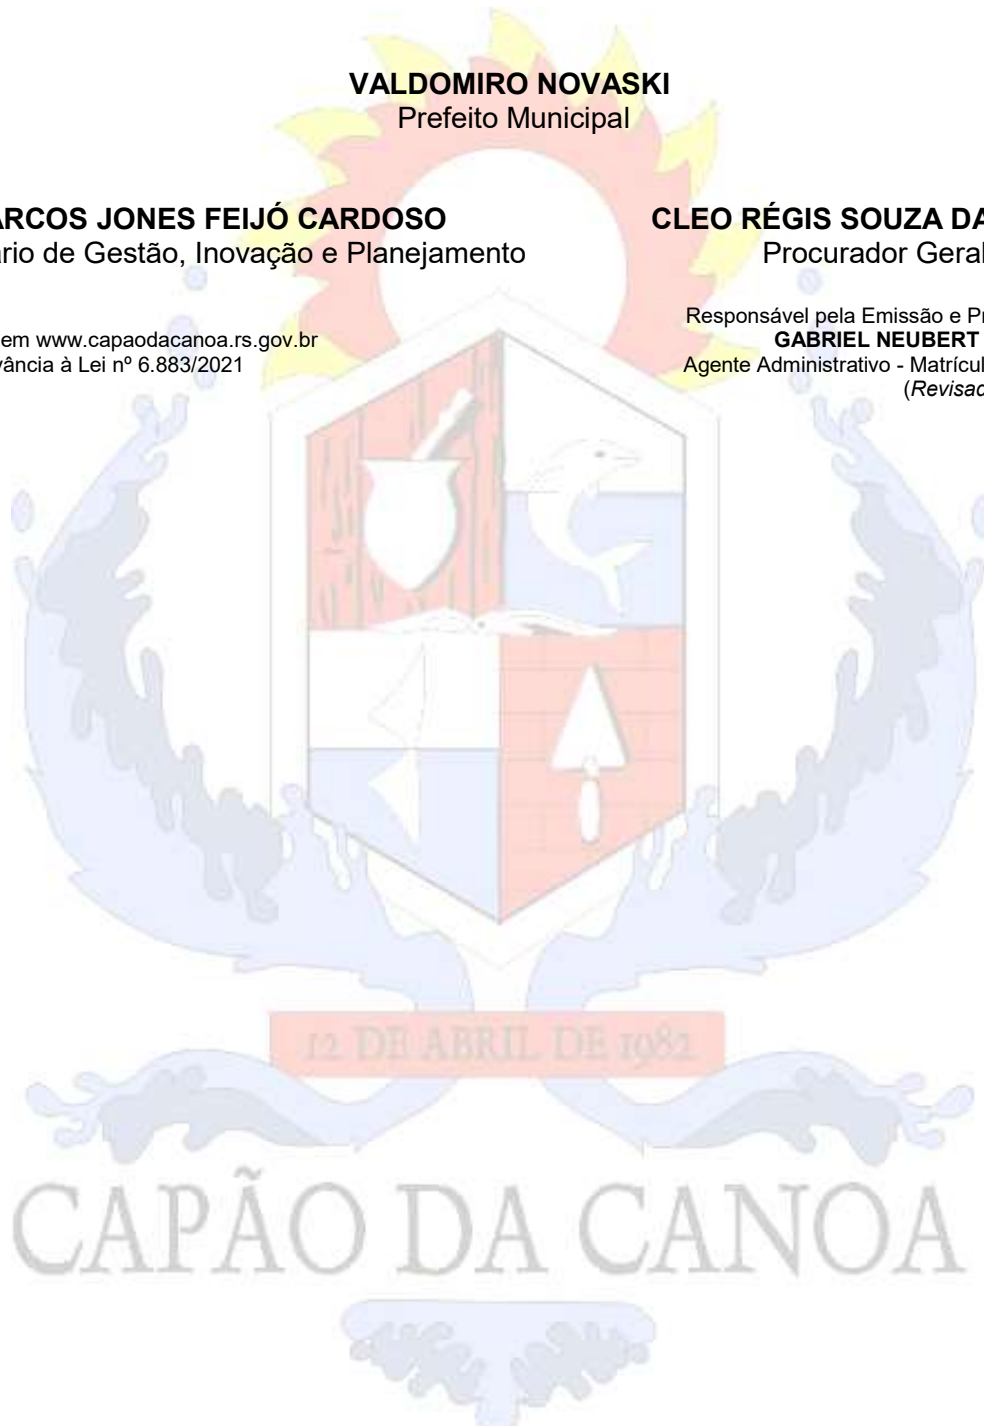 VALDOMIRO NOVASKI
Prefeito Municipal
ARCOS JONES FEIJÓ CARDOSO
rio de Gestão, Inovação e Planejamento
CLEO RÉGIS SOUZA DA
Procurador Geral
em www.capaodacanoa.rs.gov.br
vância à Lei nº 6.883/2021
Responsável pela Emissão e Pr
GABRIEL NEUBERT
Agente Administrativo - Matrícul
(Revisad
12 DE ABRIL DE 1982
CAPÃO DA CANOA